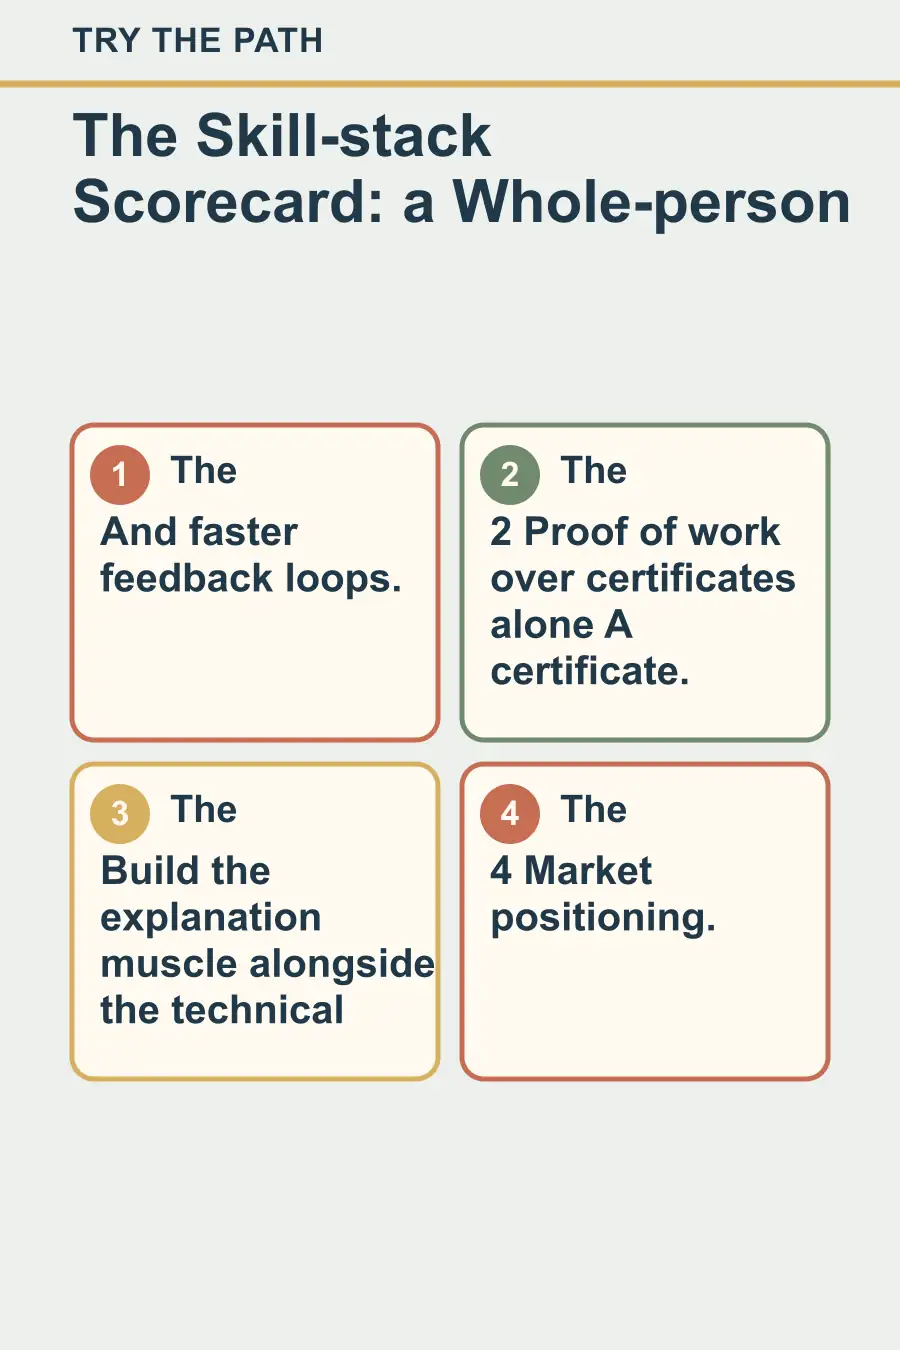 TRY THE PATH
The Skill-stack
Scorecard: a Whole-person
1 The
And faster
feedback loops.
2 The
2 Proof of work
over certificates
alone A
certificate.
3 The
Build the
explanation
muscle alongside
the technical
4 The
4 Market
positioning.